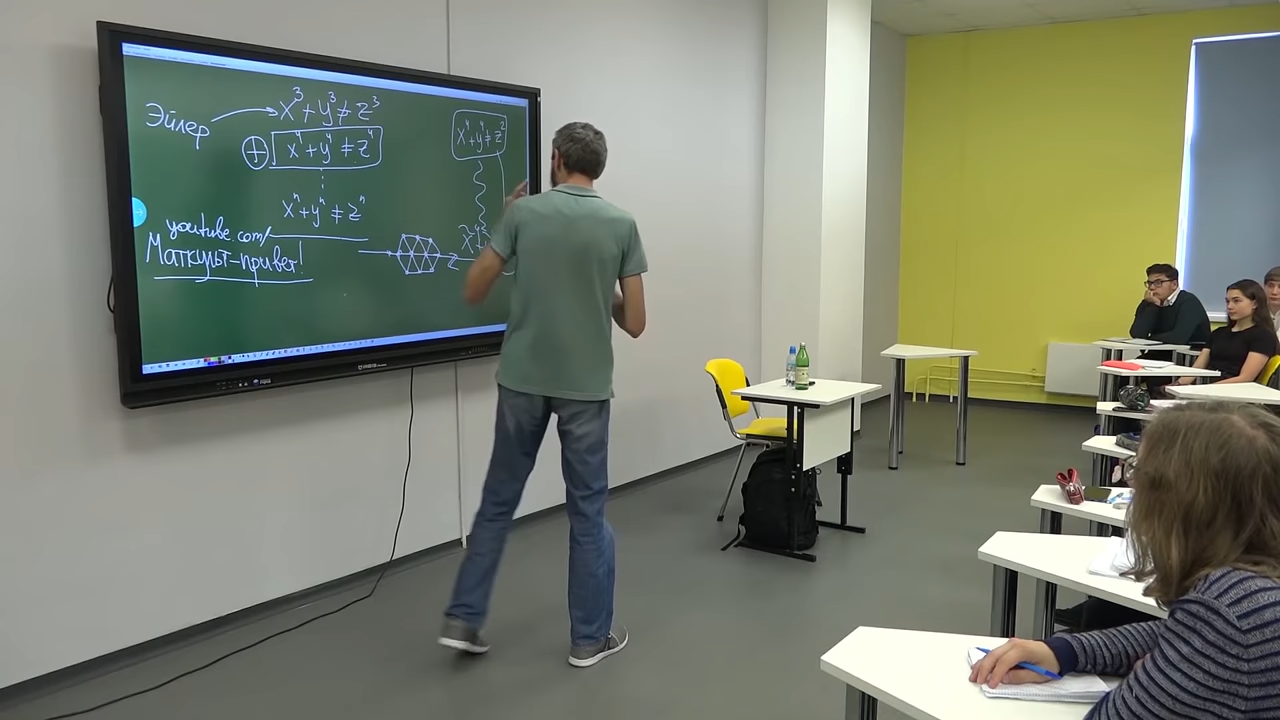 Эйлер
x³ + y³ ≠ z³
x⁴ + y⁴ ≠ z⁴
xⁿ + yⁿ ≠ zⁿ
youtube.com/
Маткульт-привет!
x⁴ + y⁴ ≠ z²
z